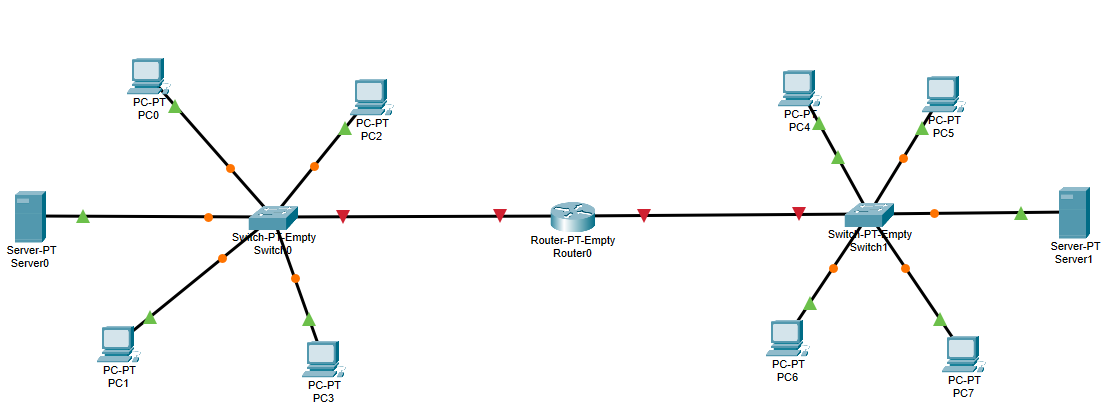 PC-PT
PC0
PC-PT
PC2
PC-PT
PC4
PC-PT
PC5
Server-PT
Server0
Switch-PT-Empty
Switch0
Router-PT-Empty
Router0
Switch-PT-Empty
Switch1
Server-PT
Server1
PC-PT
PC1
PC-PT
PC3
PC-PT
PC6
PC-PT
PC7